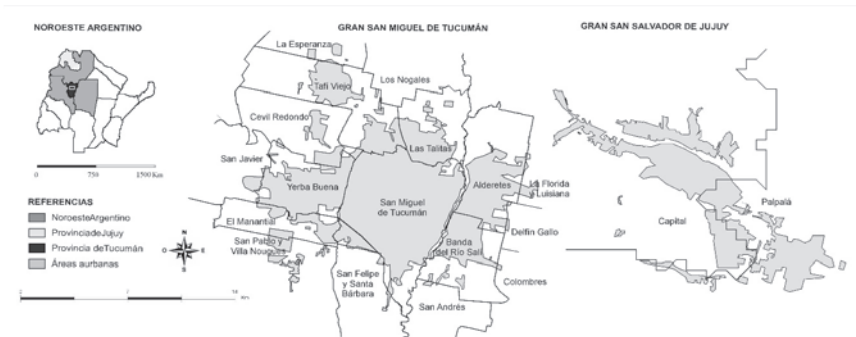 NOROESTE ARGENTINO
GRAN SAN MIGUEL DE TUCUMÁN
GRAN SAN SALVADOR DE JUJUY
La Esperanza
Tafí Viejo
Los Nogales
Cevil Redondo
Las Talitas
San Javier
Yerba Buena
San Miguel
de Tucumán
Alderetes
La Florida
y Luisiana
El Manantial
Delfin Gallo
San Pablo y
Villa Nougues
Banda
del Río Salí
San Felipe
y Santa
Bárbara
Colombres
San Andrés
Capital
Palpalá
0 750 1500 Km
REFERENCIAS
NoroesteArgentino
ProvinciadeJujuy
Provincia deTucumán
Áreas aurbanas
N
O E
S
Km